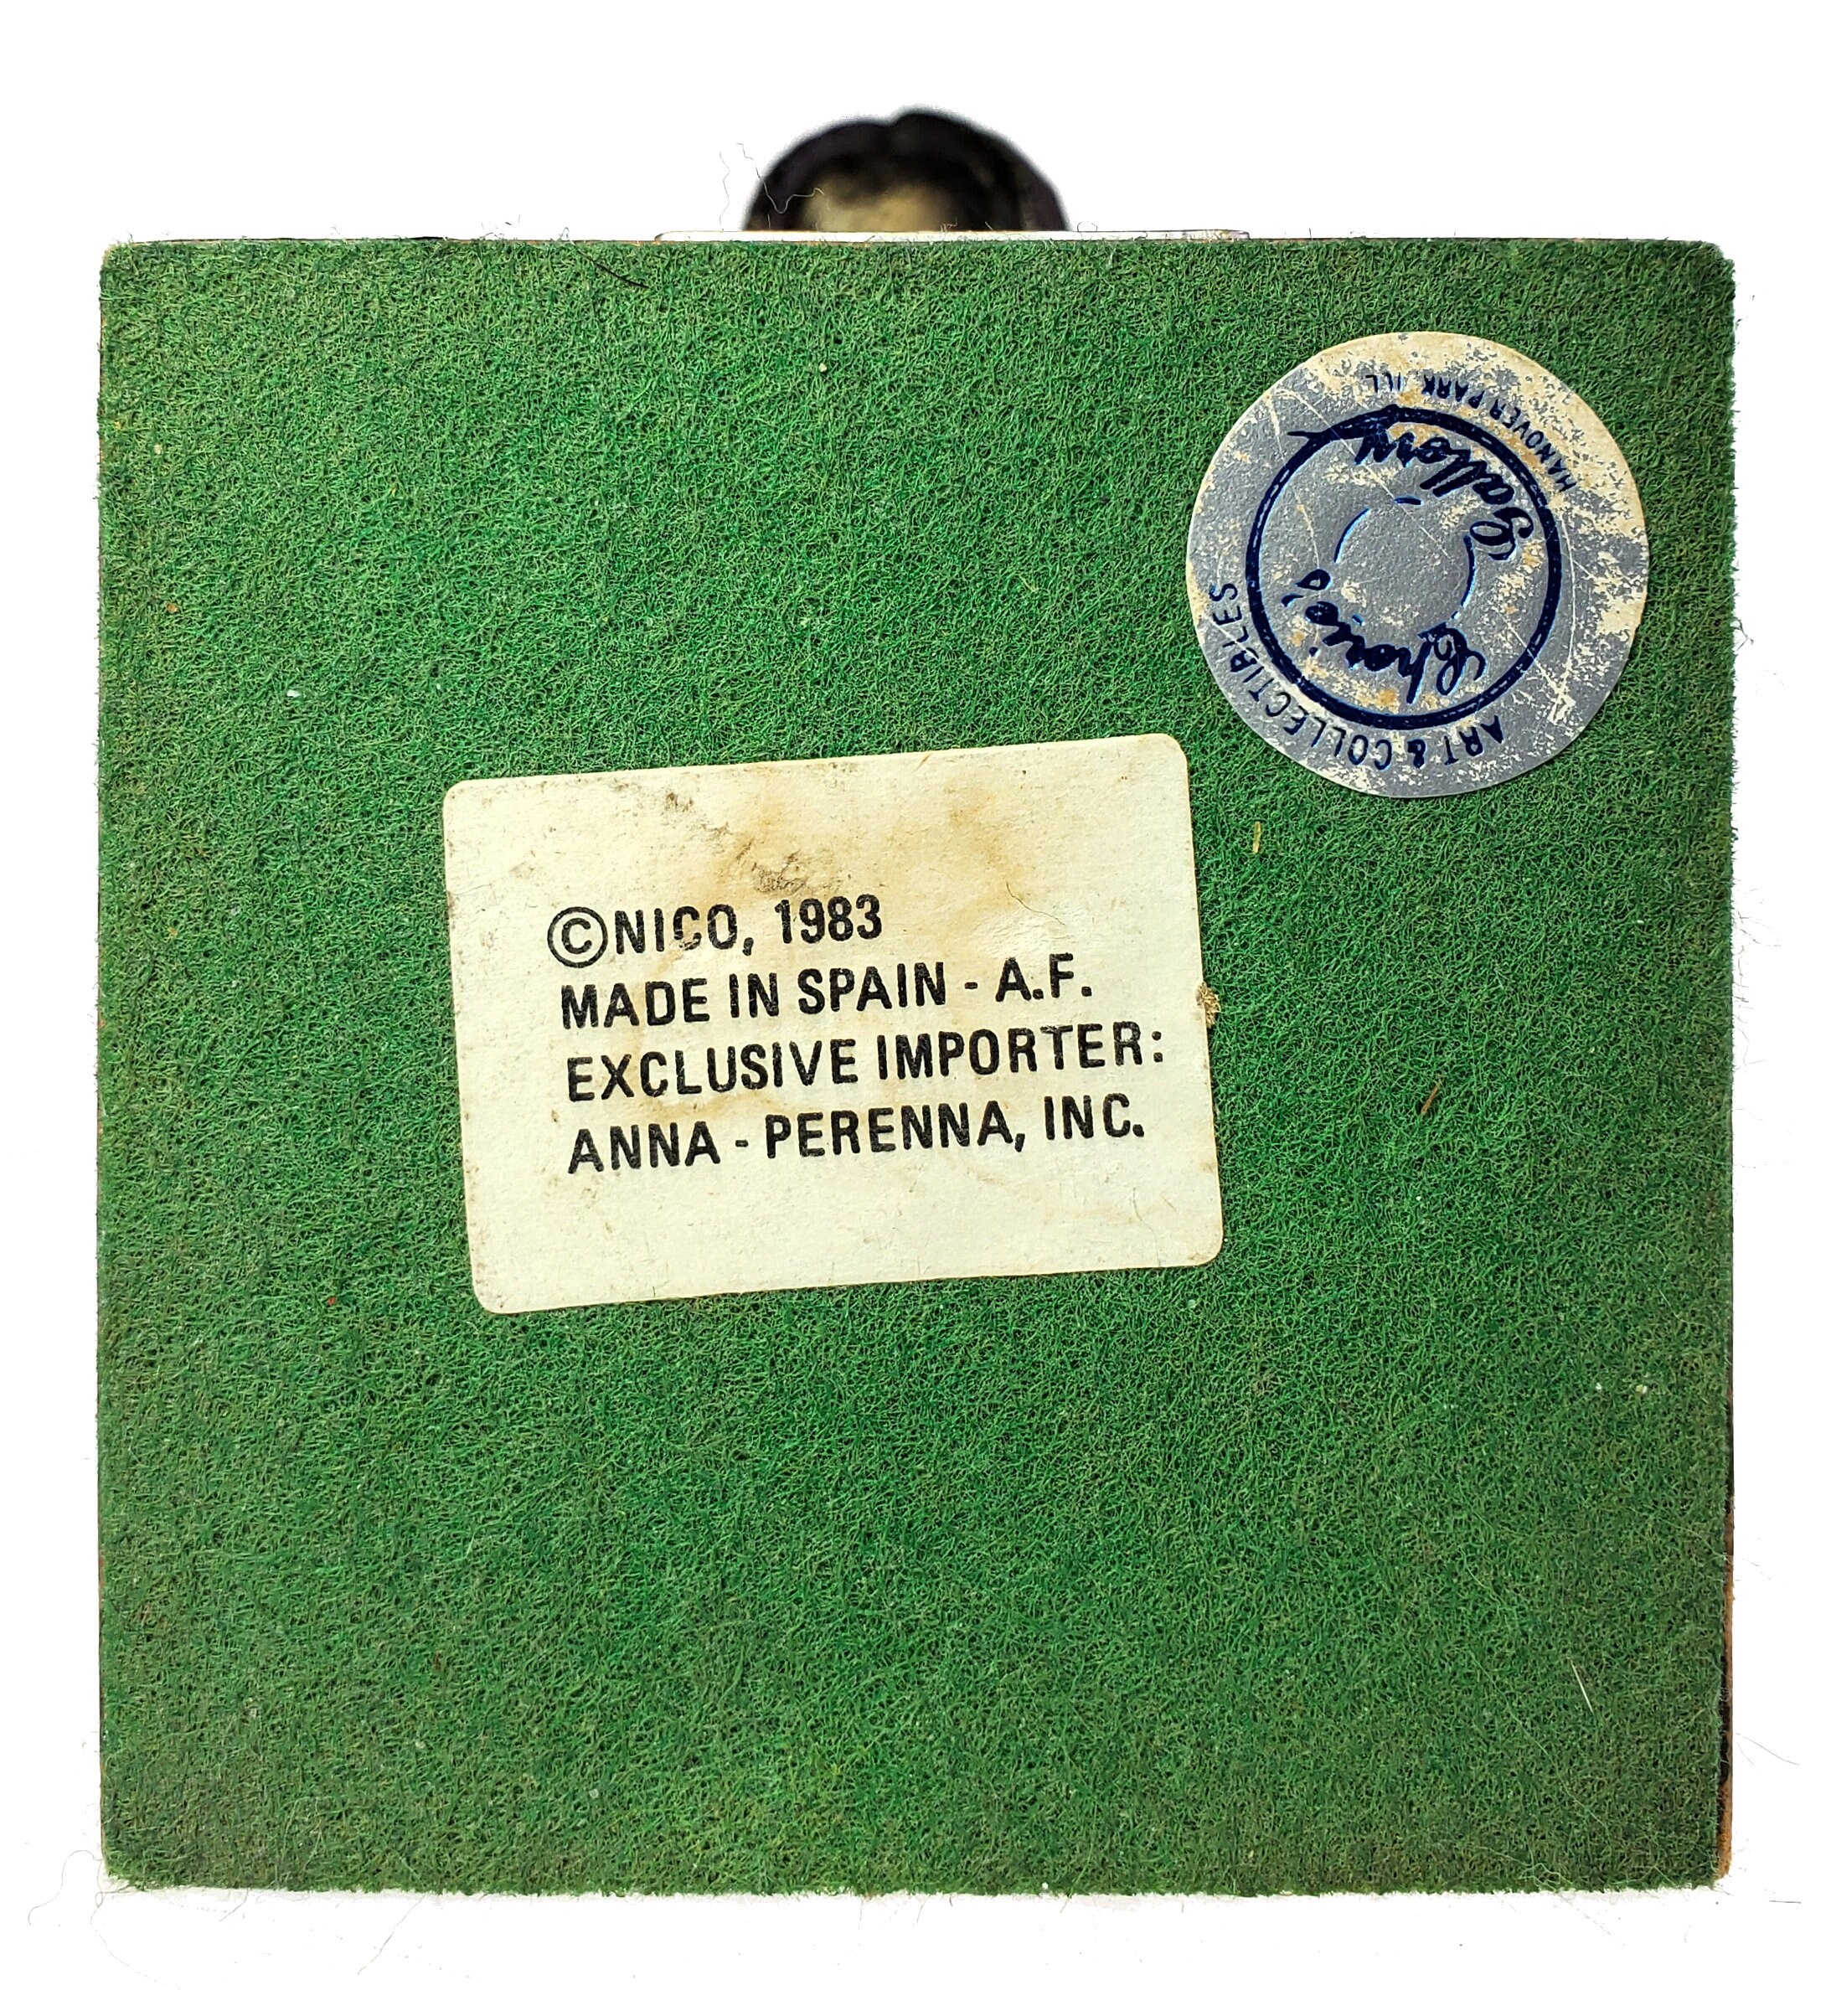 ©NICO, 1983
MADE IN SPAIN - A.F.
EXCLUSIVE IMPORTER:
ANNA - PERENNA, INC.
ART & COLLECTIBLES
Gallery
HANOVER PARK ILL